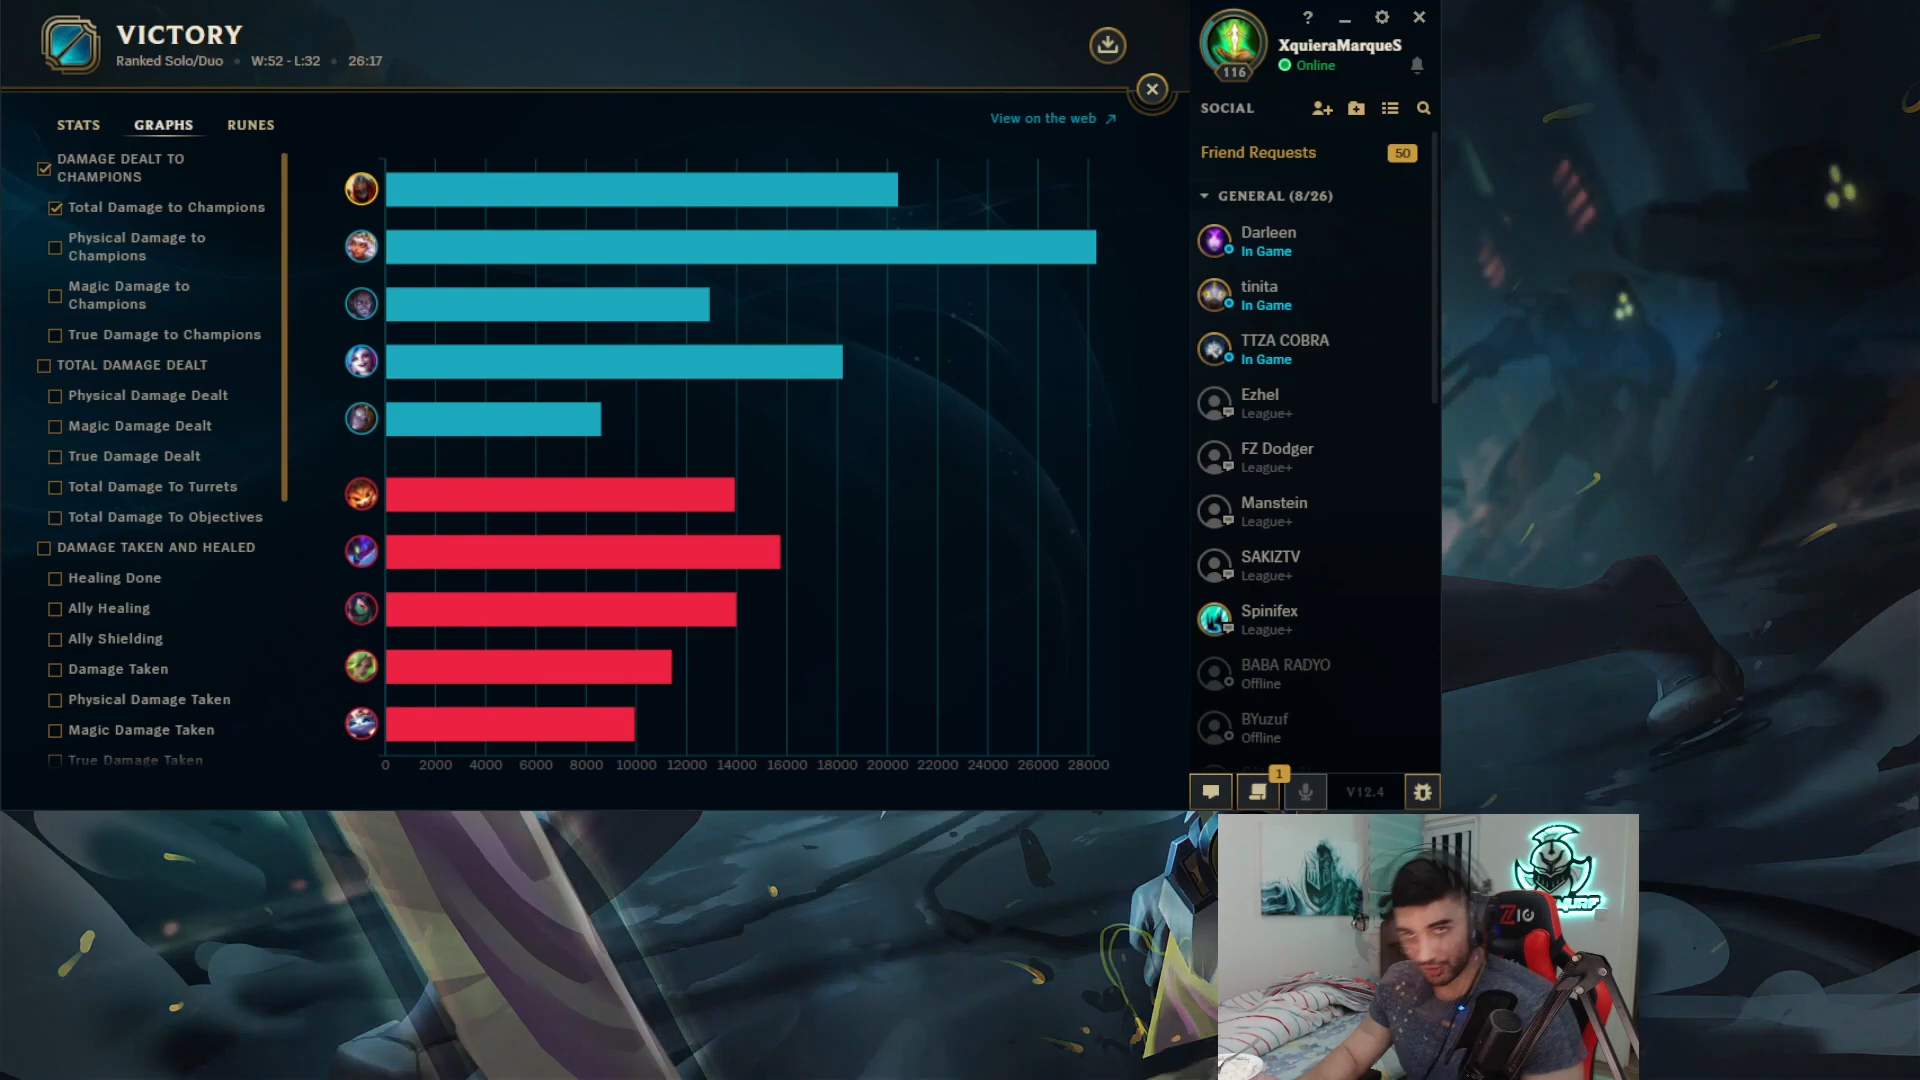 VICTORY
Ranked Solo/Duo • W:52 - L:32 • 26:17
STATS GRAPHS RUNES
View on the web
DAMAGE DEALT TO
CHAMPIONS
Total Damage to Champions
Physical Damage to
Champions
Magic Damage to
Champions
True Damage to Champions
TOTAL DAMAGE DEALT
Physical Damage Dealt
Magic Damage Dealt
True Damage Dealt
Total Damage To Turrets
Total Damage To Objectives
DAMAGE TAKEN AND HEALED
Healing Done
Ally Healing
Ally Shielding
Damage Taken
Physical Damage Taken
Magic Damage Taken
True Damage Taken
0 2000 4000 6000 8000 10000 12000 14000 16000 18000 20000 22000 24000 26000 28000
?
XquieraMarqueS
116
Online
SOCIAL
Friend Requests 50
GENERAL (8/26)
Darleen
In Game
tinita
In Game
TTZA COBRA
In Game
Ezhel
League+
FZ Dodger
League+
Manstein
League+
SAKIZTV
League+
Spinifex
League+
BABA RADYO
Offline
BYuzuf
Offline
1
V12.4